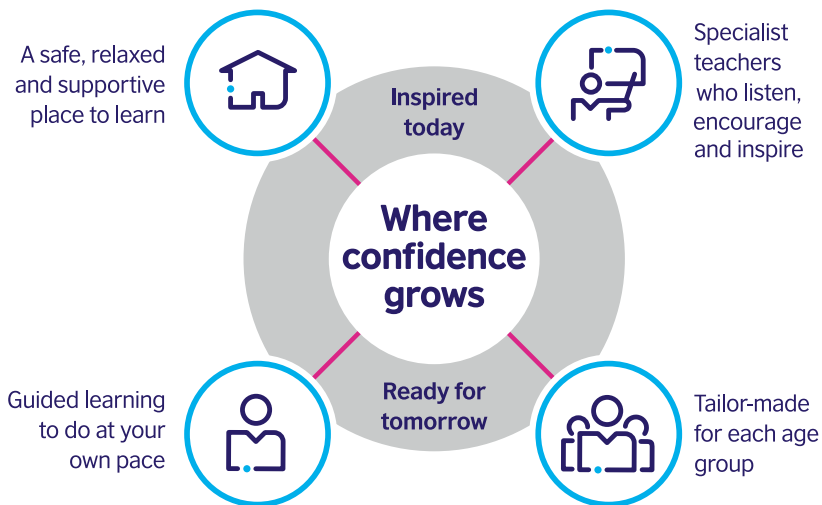 A safe, relaxed
and supportive
place to learn
Inspired
today
Specialist
teachers
who listen,
encourage
and inspire
Where
confidence
grows
Guided learning
to do at your
own pace
Ready for
tomorrow
Tailor-made
for each age
group